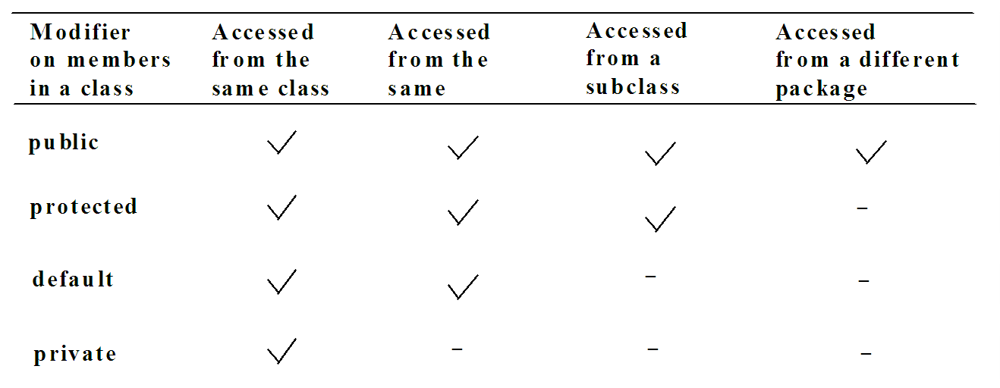 Modifier on members in a class
Accessed from the same class
Accessed from the same
Accessed from a subclass
Accessed from a different package
public ✓ ✓ ✓ ✓
protected ✓ ✓ ✓ –
default ✓ ✓ – –
private ✓ – – –